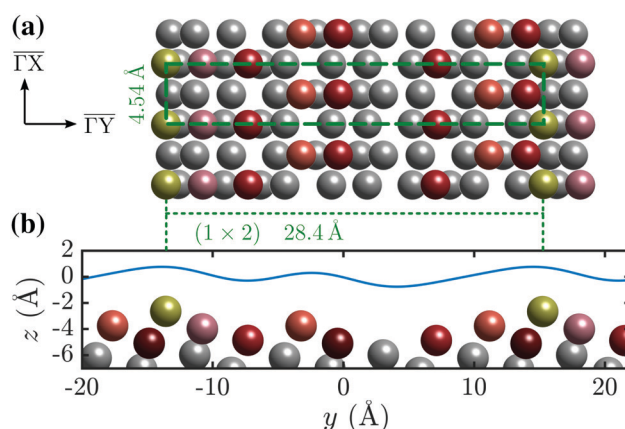 (a)
ΓX
ΓY
4.54 Å
(1 × 2) 28.4 Å
(b)
z (Å)
2
0
-2
-4
-6
-20 -10 0 10 20
y (Å)